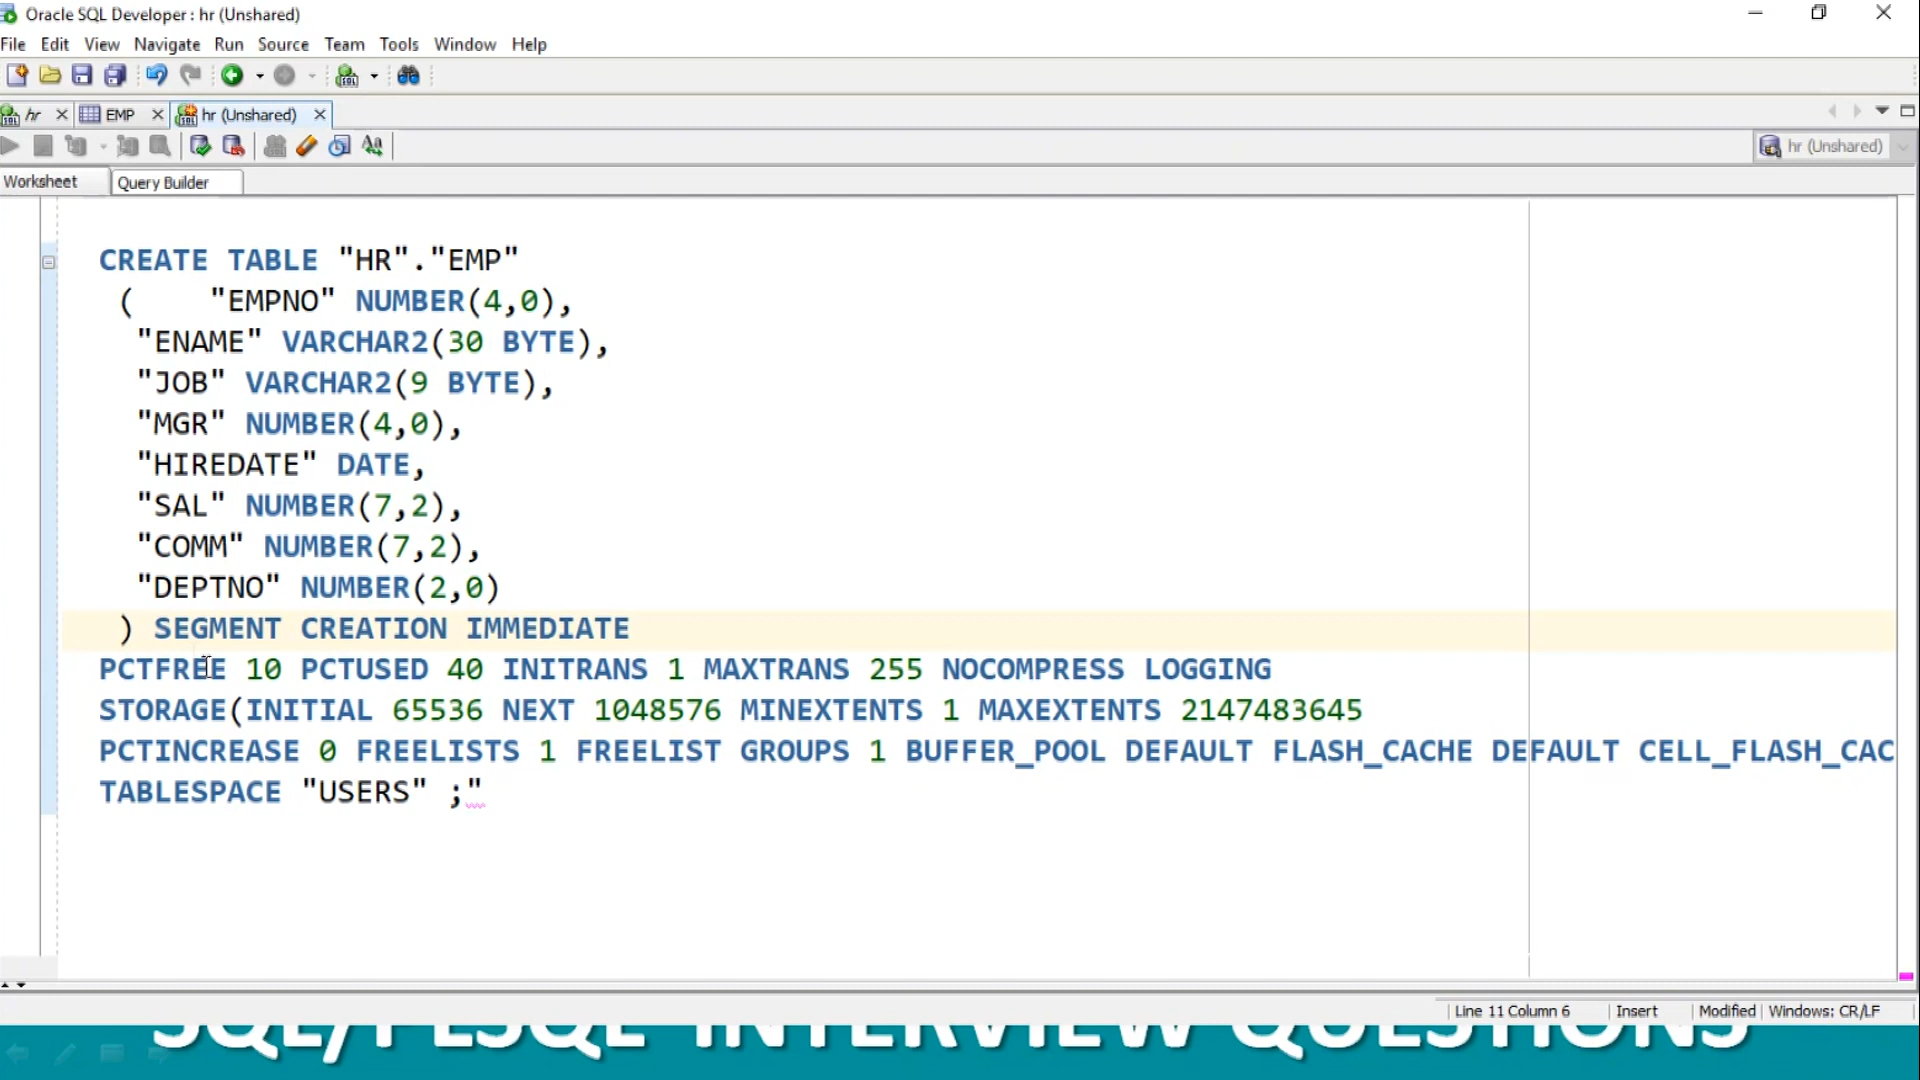 Oracle SQL Developer : hr (Unshared)
File Edit View Navigate Run Source Team Tools Window Help
hr EMP hr (Unshared)
hr (Unshared)
Worksheet Query Builder
CREATE TABLE "HR"."EMP"
( "EMPNO" NUMBER(4,0),
"ENAME" VARCHAR2(30 BYTE),
"JOB" VARCHAR2(9 BYTE),
"MGR" NUMBER(4,0),
"HIREDATE" DATE,
"SAL" NUMBER(7,2),
"COMM" NUMBER(7,2),
"DEPTNO" NUMBER(2,0)
) SEGMENT CREATION IMMEDIATE
PCTFREE 10 PCTUSED 40 INITRANS 1 MAXTRANS 255 NOCOMPRESS LOGGING
STORAGE(INITIAL 65536 NEXT 1048576 MINEXTENTS 1 MAXEXTENTS 2147483645
PCTINCREASE 0 FREELISTS 1 FREELIST GROUPS 1 BUFFER_POOL DEFAULT FLASH_CACHE DEFAULT CELL_FLASH_CAC
TABLESPACE "USERS" ;"
Line 11 Column 6 Insert Modified Windows: CR/LF
SQL/PLSQL INTERVIEW QUESTIONS